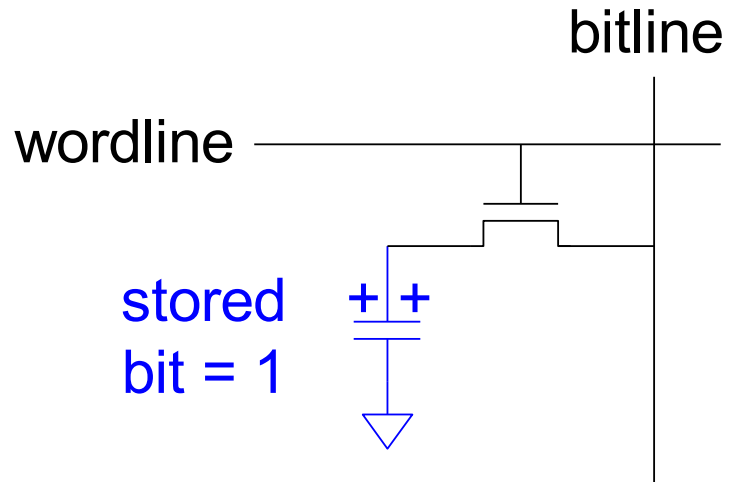 bitline
wordline
stored
+ +
bit = 1